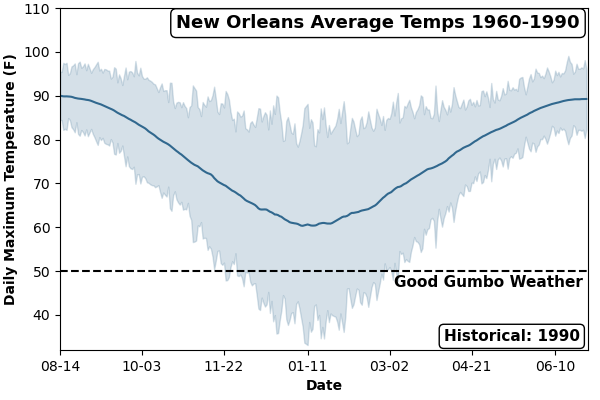 New Orleans Average Temps 1960-1990
Daily Maximum Temperature (F)
110
100
90
80
70
60
50
40
Good Gumbo Weather
Historical: 1990
08-14 10-03 11-22 01-11 03-02 04-21 06-10
Date